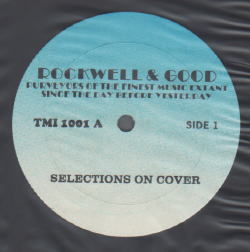 ROCKWELL & GOOD
PURVEYORS OF THE FINEST MUSIC EXTANT
SINCE THE DAY BEFORE YESTERDAY
TMI 1001 A SIDE 1
SELECTIONS ON COVER